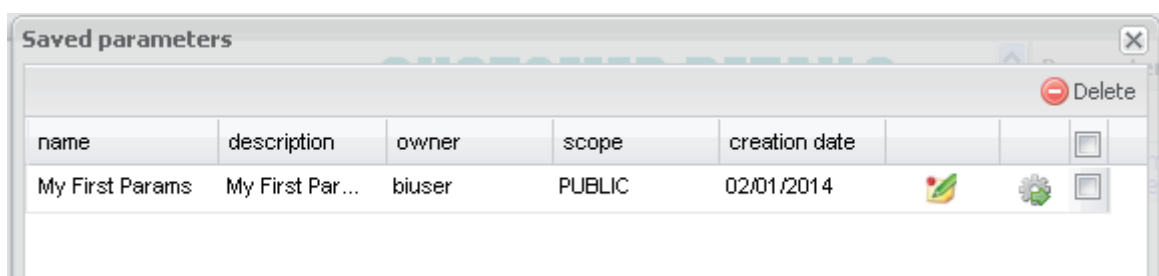 Saved parameters
Delete
name description owner scope creation date
My First Params My First Par... biuser PUBLIC 02/01/2014